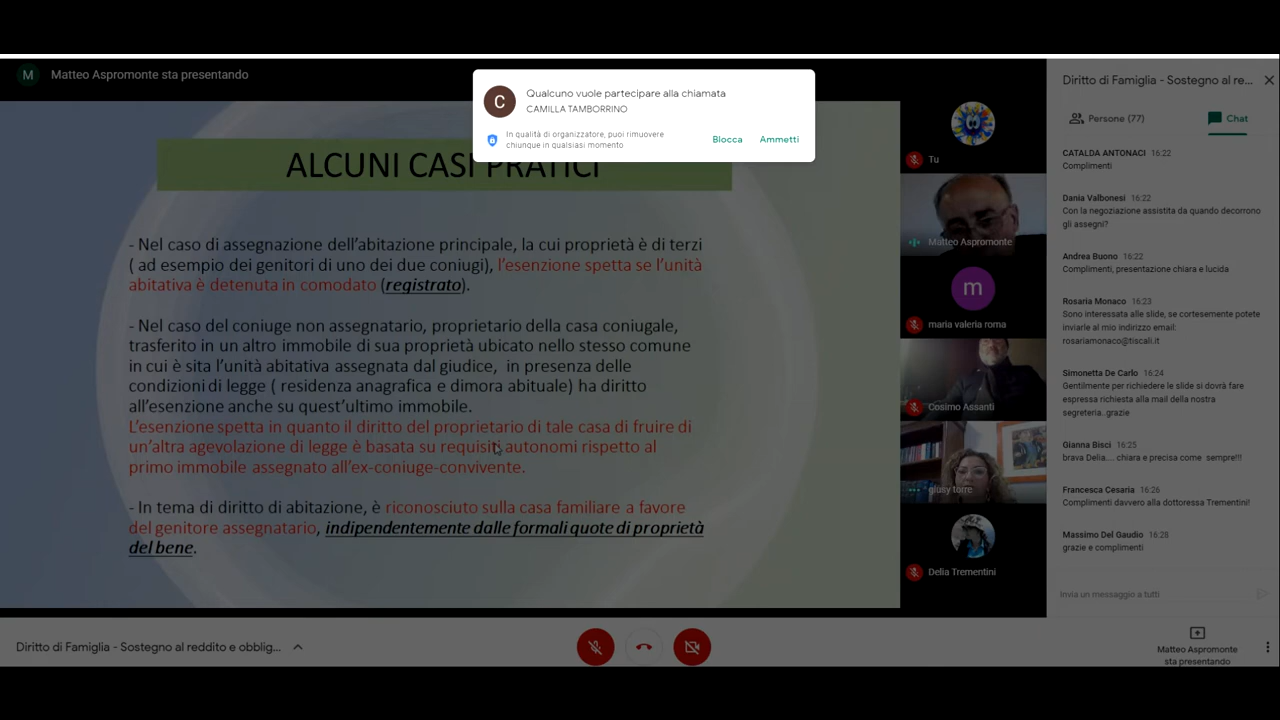 M Matteo Aspromonte sta presentando
C
Qualcuno vuole partecipare alla chiamata
CAMILLA TAMBORRINO
In qualità di organizzatore, puoi rimuovere
chiunque in qualsiasi momento
Blocca Ammetti
ALCUNI CASI PRATICI
- Nel caso di assegnazione dell'abitazione principale, la cui proprietà è di terzi
( ad esempio dei genitori di uno dei due coniugi), l'esenzione spetta se l'unità
abitativa è detenuta in comodato (registrato).
- Nel caso del coniuge non assegnatario, proprietario della casa coniugale,
trasferito in un altro immobile di sua proprietà ubicato nello stesso comune
in cui è sita l'unità abitativa assegnata dal giudice, in presenza delle
condizioni di legge ( residenza anagrafica e dimora abituale) ha diritto
all'esenzione anche su quest'ultimo immobile.
L'esenzione spetta in quanto il diritto del proprietario di tale casa di fruire di
un'altra agevolazione di legge è basata su requisiti autonomi rispetto al
primo immobile assegnato all'ex-coniuge-convivente.
- In tema di diritto di abitazione, è riconosciuto sulla casa familiare a favore
del genitore assegnatario, indipendentemente dalle formali quote di proprietà
del bene.
Tu
Matteo Aspromonte
m
maria valeria roma
Cosimo Assanti
giusy torre
Delia Trementini
Diritto di Famiglia - Sostegno al re...
Persone (77) Chat
CATALDA ANTONACI 16:22
Complimenti
Dania Valbonesi 16:22
Con la negoziazione assistita da quando decorrono
gli assegni?
Andrea Buono 16:22
Complimenti, presentazione chiara e lucida
Rosaria Monaco 16:23
Sono interessata alle slide, se cortesemente potete
inviarle al mio indirizzo email:
rosariamonaco@tiscali.it
Simonetta De Carlo 16:24
Gentilmente per richiedere le slide si dovrà fare
espressa richiesta alla mail della nostra
segreteria..grazie
Gianna Bisci 16:25
brava Delia.... chiara e precisa come sempre!!!
Francesca Cesaria 16:26
Complimenti davvero alla dottoressa Trementini!
Massimo Del Gaudio 16:28
grazie e complimenti
Invia un messaggio a tutti
Diritto di Famiglia - Sostegno al reddito e obblig...
Matteo Aspromonte
sta presentando